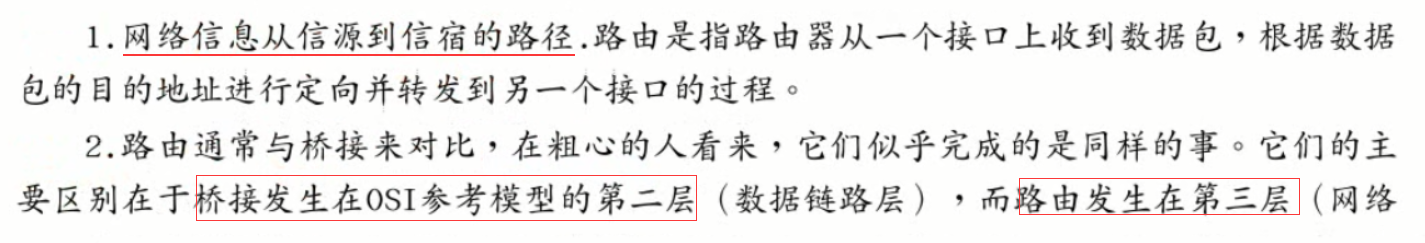 1.网络信息从信源到信宿的路径.路由是指路由器从一个接口上收到数据包，根据数据
包的目的地址进行定向并转发到另一个接口的过程。
2.路由通常与桥接来对比，在粗心的人看来，它们似乎完成的是同样的事。它们的主
要区别在于桥接发生在OSI参考模型的第二层（数据链路层），而路由发生在第三层（网络